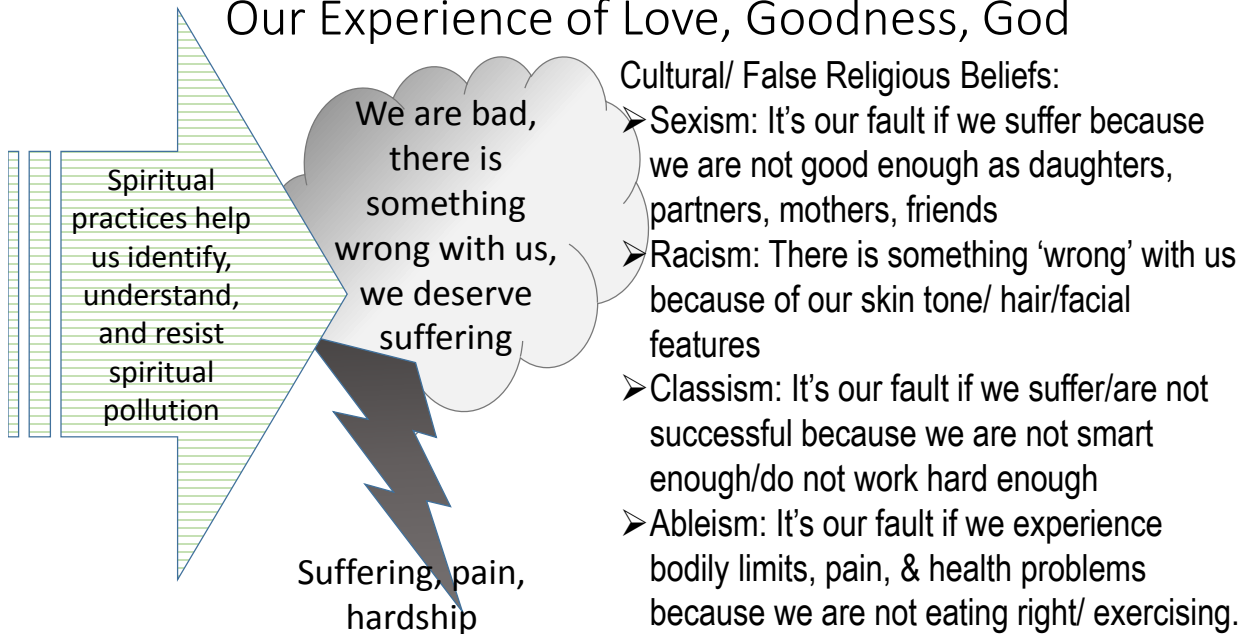 Our Experience of Love, Goodness, God
Spiritual
practices help
us identify,
understand,
and resist
spiritual
pollution
We are bad,
there is
something
wrong with us,
we deserve
suffering
Suffering, pain,
hardship
Cultural/ False Religious Beliefs:
➢Sexism: It’s our fault if we suffer because
we are not good enough as daughters,
partners, mothers, friends
➢Racism: There is something ‘wrong’ with us
because of our skin tone/ hair/facial
features
➢Classism: It’s our fault if we suffer/are not
successful because we are not smart
enough/do not work hard enough
➢Ableism: It’s our fault if we experience
bodily limits, pain, & health problems
because we are not eating right/ exercising.